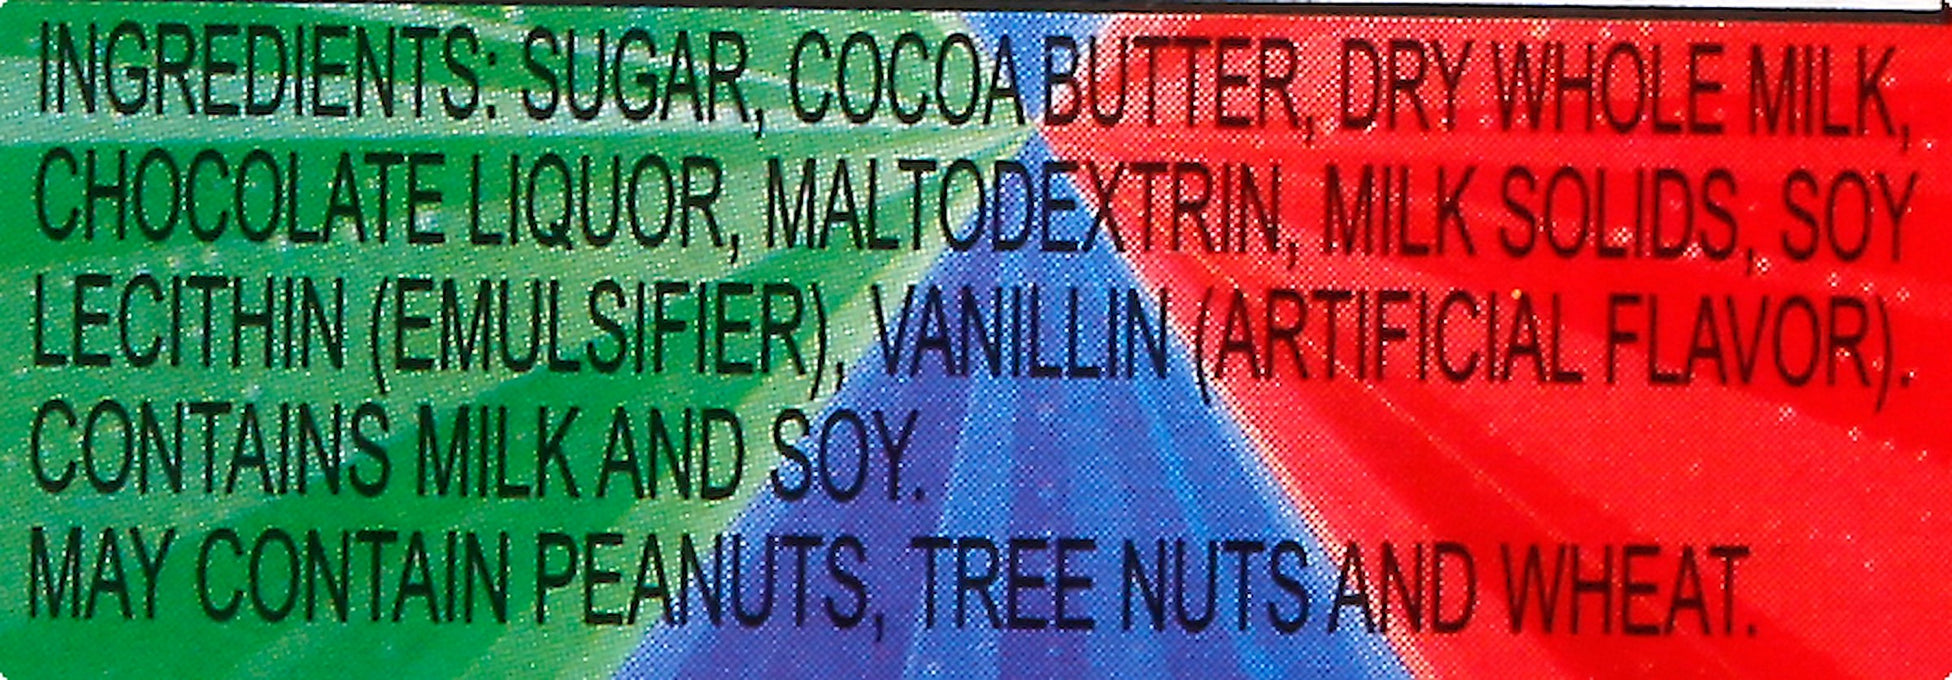 INGREDIENTS: SUGAR, COCOA BUTTER, DRY WHOLE MILK,
CHOCOLATE LIQUOR, MALTODEXTRIN, MILK SOLIDS, SOY
LECITHIN (EMULSIFIER), VANILLIN (ARTIFICIAL FLAVOR).
CONTAINS MILK AND SOY.
MAY CONTAIN PEANUTS, TREE NUTS AND WHEAT.